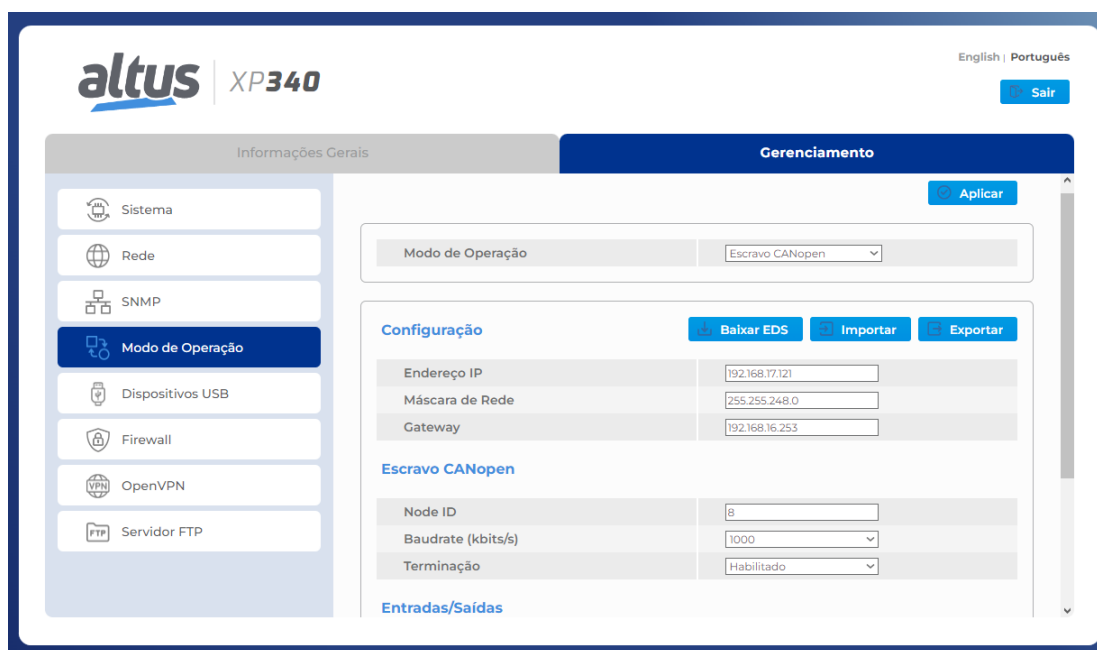 altus XP340
English | Português
Sair
Informações Gerais
Gerenciamento
Sistema
Rede
SNMP
Modo de Operação
Dispositivos USB
Firewall
VPN OpenVPN
FTP Servidor FTP
Aplicar
Modo de Operação Escravo CANopen
Configuração Baixar EDS Importar Exportar
Endereço IP 192.168.17.121
Máscara de Rede 255.255.248.0
Gateway 192.168.16.253
Escravo CANopen
Node ID 8
Baudrate (kbits/s) 1000
Terminação Habilitado
Entradas/Saídas